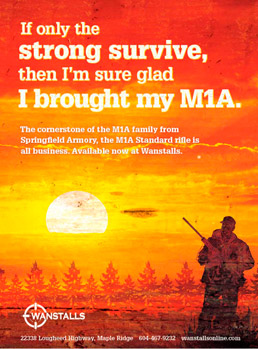 If only the
strong survive,
then I'm sure glad
I brought my M1A.
The cornerstone of the M1A family from
Springfield Armory, the M1A Standard rifle is
all business. Available now at Wanstalls.
WANSTALLS
22338 Lougheed Highway, Maple Ridge 604-467-9232 wanstallsonline.com